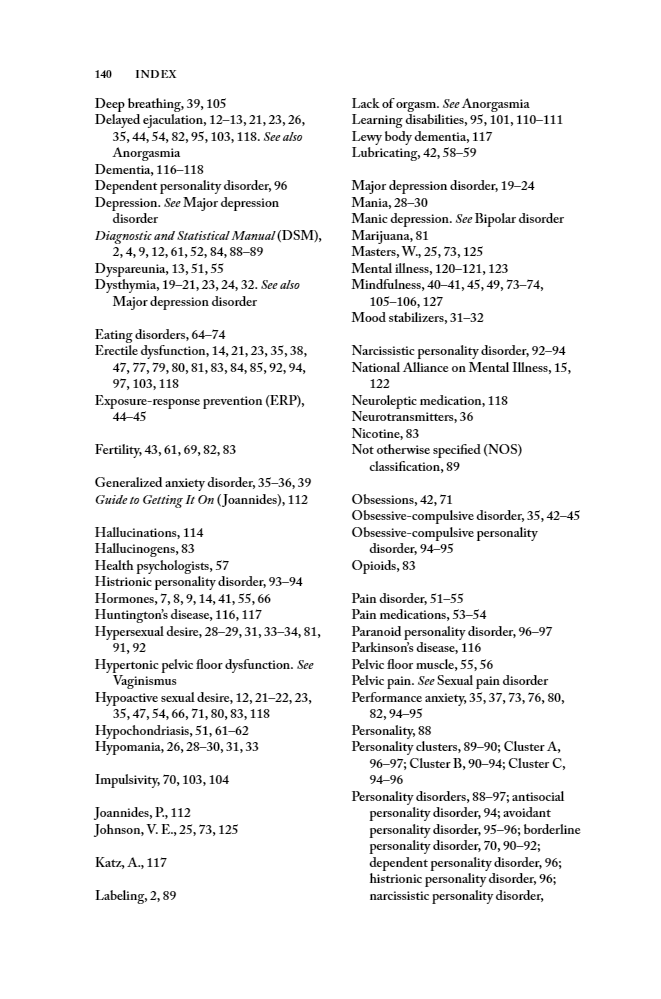 140 INDEX
Deep breathing, 39, 105
Delayed ejaculation, 12–13, 21, 23, 26,
35, 44, 54, 82, 95, 103, 118. See also
Anorgasmia
Dementia, 116–118
Dependent personality disorder, 96
Depression. See Major depression
disorder
Diagnostic and Statistical Manual (DSM),
2, 4, 9, 12, 61, 52, 84, 88–89
Dyspareunia, 13, 51, 55
Dysthymia, 19–21, 23, 24, 32. See also
Major depression disorder
Eating disorders, 64–74
Erectile dysfunction, 14, 21, 23, 35, 38,
47, 77, 79, 80, 81, 83, 84, 85, 92, 94,
97, 103, 118
Exposure-response prevention (ERP),
44–45
Fertility, 43, 61, 69, 82, 83
Generalized anxiety disorder, 35–36, 39
Guide to Getting It On (Joannides), 112
Hallucinations, 114
Hallucinogens, 83
Health psychologists, 57
Histrionic personality disorder, 93–94
Hormones, 7, 8, 9, 14, 41, 55, 66
Huntington's disease, 116, 117
Hypersexual desire, 28–29, 31, 33–34, 81,
91, 92
Hypertonic pelvic floor dysfunction. See
Vaginismus
Hypoactive sexual desire, 12, 21–22, 23,
35, 47, 54, 66, 71, 80, 83, 118
Hypochondriasis, 51, 61–62
Hypomania, 26, 28–30, 31, 33
Impulsivity, 70, 103, 104
Joannides, P., 112
Johnson, V. E., 25, 73, 125
Katz, A., 117
Labeling, 2, 89
Lack of orgasm. See Anorgasmia
Learning disabilities, 95, 101, 110–111
Lewy body dementia, 117
Lubricating, 42, 58–59
Major depression disorder, 19–24
Mania, 28–30
Manic depression. See Bipolar disorder
Marijuana, 81
Masters, W., 25, 73, 125
Mental illness, 120–121, 123
Mindfulness, 40–41, 45, 49, 73–74,
105–106, 127
Mood stabilizers, 31–32
Narcissistic personality disorder, 92–94
National Alliance on Mental Illness, 15,
122
Neuroleptic medication, 118
Neurotransmitters, 36
Nicotine, 83
Not otherwise specified (NOS)
classification, 89
Obsessions, 42, 71
Obsessive-compulsive disorder, 35, 42–45
Obsessive-compulsive personality
disorder, 94–95
Opioids, 83
Pain disorder, 51–55
Pain medications, 53–54
Paranoid personality disorder, 96–97
Parkinson's disease, 116
Pelvic floor muscle, 55, 56
Pelvic pain. See Sexual pain disorder
Performance anxiety, 35, 37, 73, 76, 80,
82, 94–95
Personality, 88
Personality clusters, 89–90; Cluster A,
96–97; Cluster B, 90–94; Cluster C,
94–96
Personality disorders, 88–97; antisocial
personality disorder, 94; avoidant
personality disorder, 95–96; borderline
personality disorder, 70, 90–92;
dependent personality disorder, 96;
histrionic personality disorder, 96;
narcissistic personality disorder,